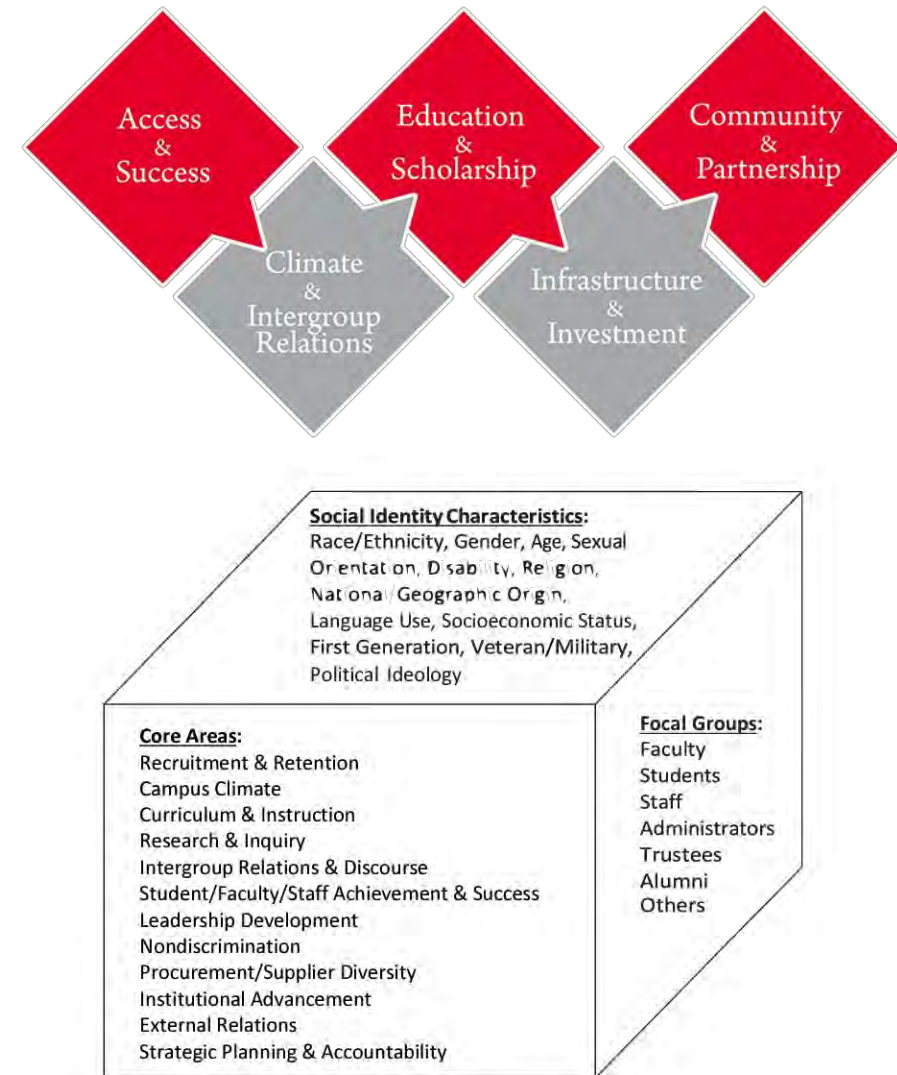 Access
&
Success
Education
&
Scholarship
Community
&
Partnership
Climate
&
Intergroup
Relations
Infrastructure
&
Investment
Social Identity Characteristics:
Race/Ethnicity, Gender, Age, Sexual
Orientation, Disability, Religion,
National/Geographic Origin,
Language Use, Socioeconomic Status,
First Generation, Veteran/Military,
Political Ideology
Core Areas:
Recruitment & Retention
Campus Climate
Curriculum & Instruction
Research & Inquiry
Intergroup Relations & Discourse
Student/Faculty/Staff Achievement & Success
Leadership Development
Nondiscrimination
Procurement/Supplier Diversity
Institutional Advancement
External Relations
Strategic Planning & Accountability
Focal Groups:
Faculty
Students
Staff
Administrators
Trustees
Alumni
Others